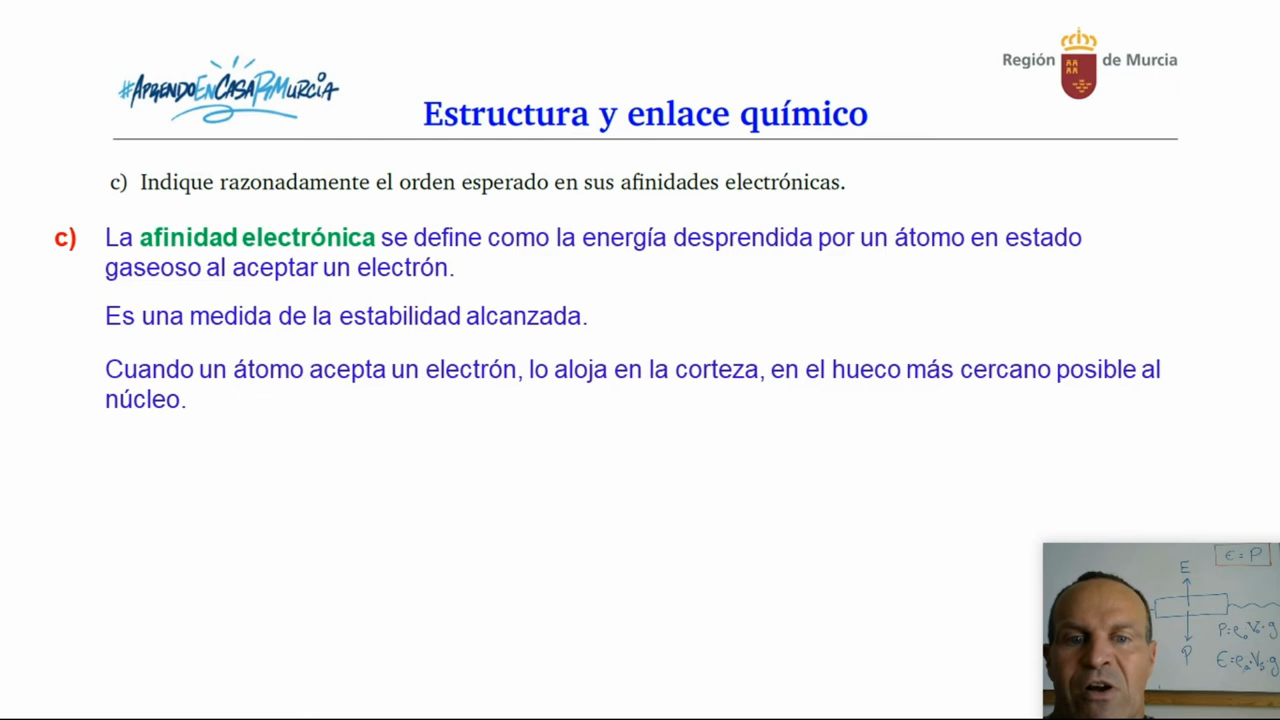 #APRENDOENCASARMURCIA
Región de Murcia
Estructura y enlace químico
c) Indique razonadamente el orden esperado en sus afinidades electrónicas.
c) La afinidad electrónica se define como la energía desprendida por un átomo en estado
gaseoso al aceptar un electrón.
Es una medida de la estabilidad alcanzada.
Cuando un átomo acepta un electrón, lo aloja en la corteza, en el hueco más cercano posible al
núcleo.
E
E = P
P